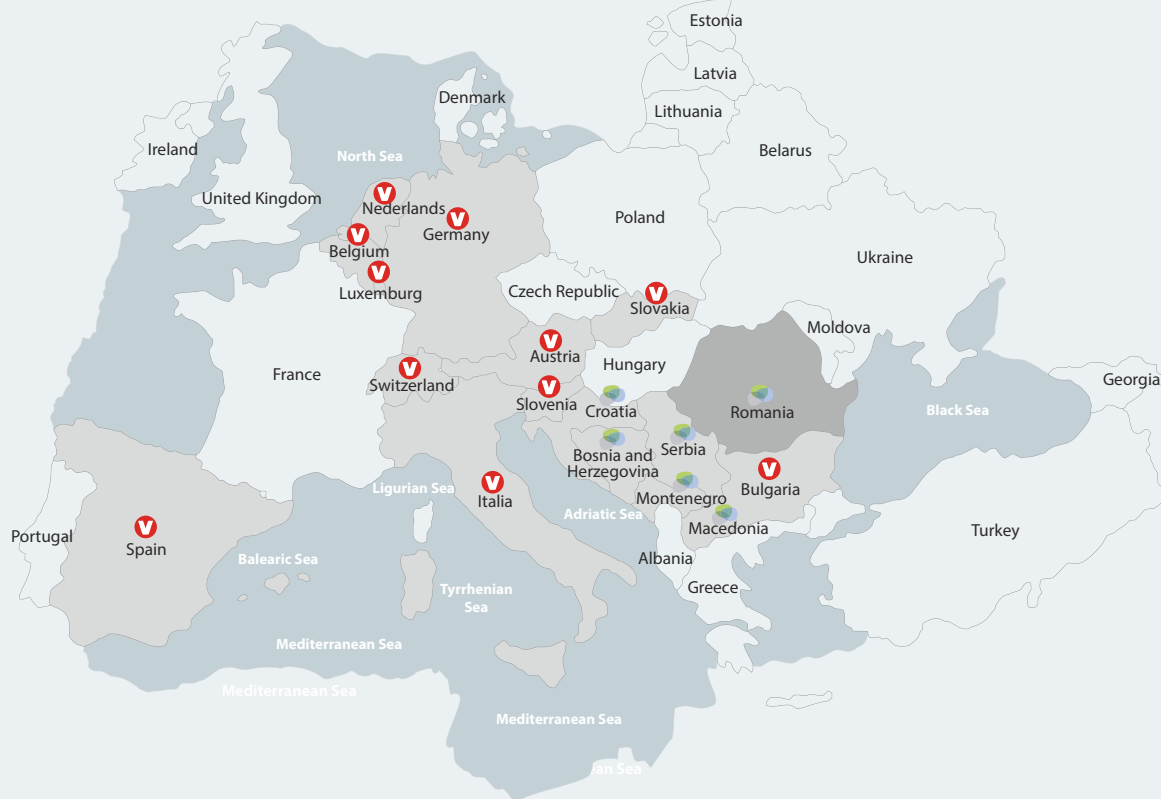 Estonia
Latvia
Denmark
Lithuania
Ireland
Belarus
North Sea
United Kingdom
Nederlands
Poland
Germany
Belgium
Ukraine
Luxemburg
Czech Republic
Slovakia
Moldova
Austria
Hungary
France
Switzerland
Georgia
Slovenia
Croatia
Romania
Black Sea
Serbia
Bosnia and
Herzegovina
Ligurian Sea
Bulgaria
Montenegro
Italia
Adriatic Sea
Macedonia
Portugal
Turkey
Spain
Balearic Sea
Albania
Greece
Tyrrhenian
Sea
Mediterranean Sea
Mediterranean Sea
Mediterranean Sea
Sea
V
V
V
V
V
V
V
V
V
V
V